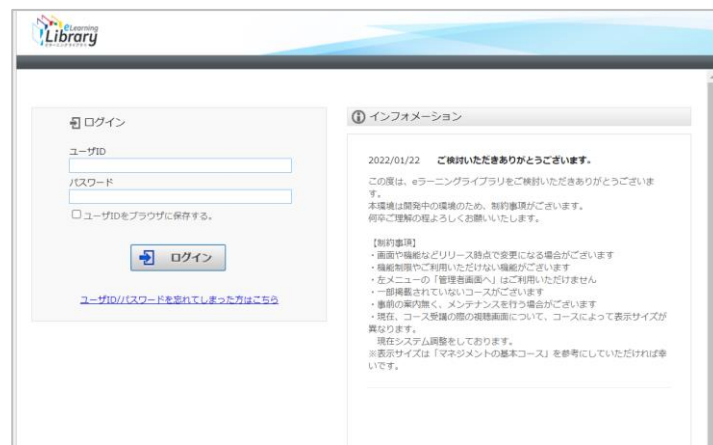 eLearning
Library
eラーニングライブラリ
ログイン
ユーザID
パスワード
ユーザIDをブラウザに保存する。
ログイン
ユーザID/パスワードを忘れてしまった方はこちら
インフォメーション
2022/01/22 ご検討いただきありがとうございます。
この度は、eラーニングライブラリをご検討いただきありがとうございま
す。
本環境は開発中の環境のため、制約事項がございます。
何卒ご理解の程よろしくお願いいたします。
【制約事項】
・画面や機能などリリース時点で変更になる場合がございます
・機能制限やご利用いただけない機能がございます
・左メニューの「管理者画面へ」はご利用いただけません
・一部掲載されていないコースがございます
・事前の案内無く、メンテナンスを行う場合がございます
・現在、コース受講の際の視聴画面について、コースによって表示サイズが
異なります。
現在システム調整をしております。
※表示サイズは「マネジメントの基本コース」を参考にしていただければ幸
いです。